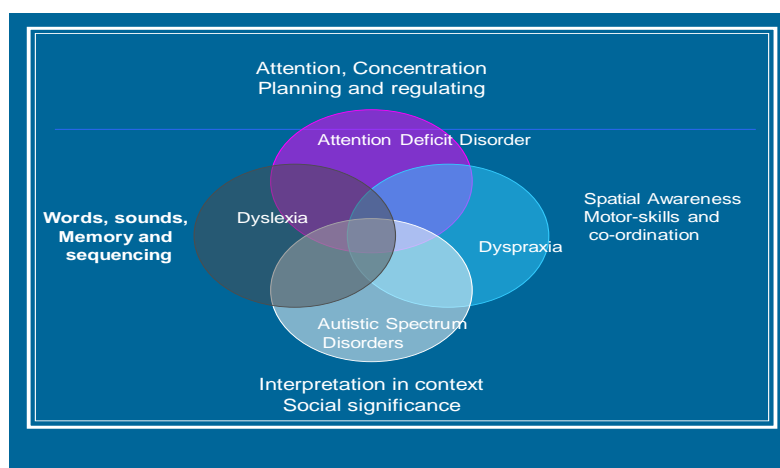 Attention, Concentration
Planning and regulating
Attention Deficit Disorder
Words, sounds,
Memory and
sequencing
Dyslexia
Dyspraxia
Spatial Awareness
Motor-skills and
co-ordination
Autistic Spectrum
Disorders
Interpretation in context
Social significance